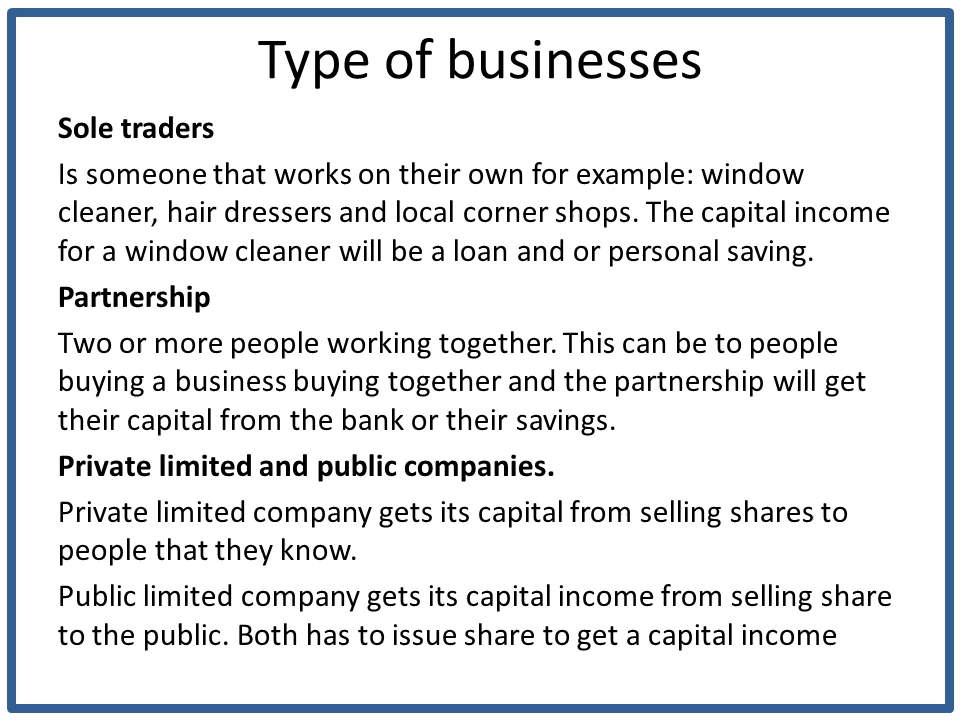 Type of businesses
Sole traders
Is someone that works on their own for example: window
cleaner, hair dressers and local corner shops. The capital income
for a window cleaner will be a loan and or personal saving.
Partnership
Two or more people working together. This can be to people
buying a business buying together and the partnership will get
their capital from the bank or their savings.
Private limited and public companies.
Private limited company gets its capital from selling shares to
people that they know.
Public limited company gets its capital income from selling share
to the public. Both has to issue share to get a capital income